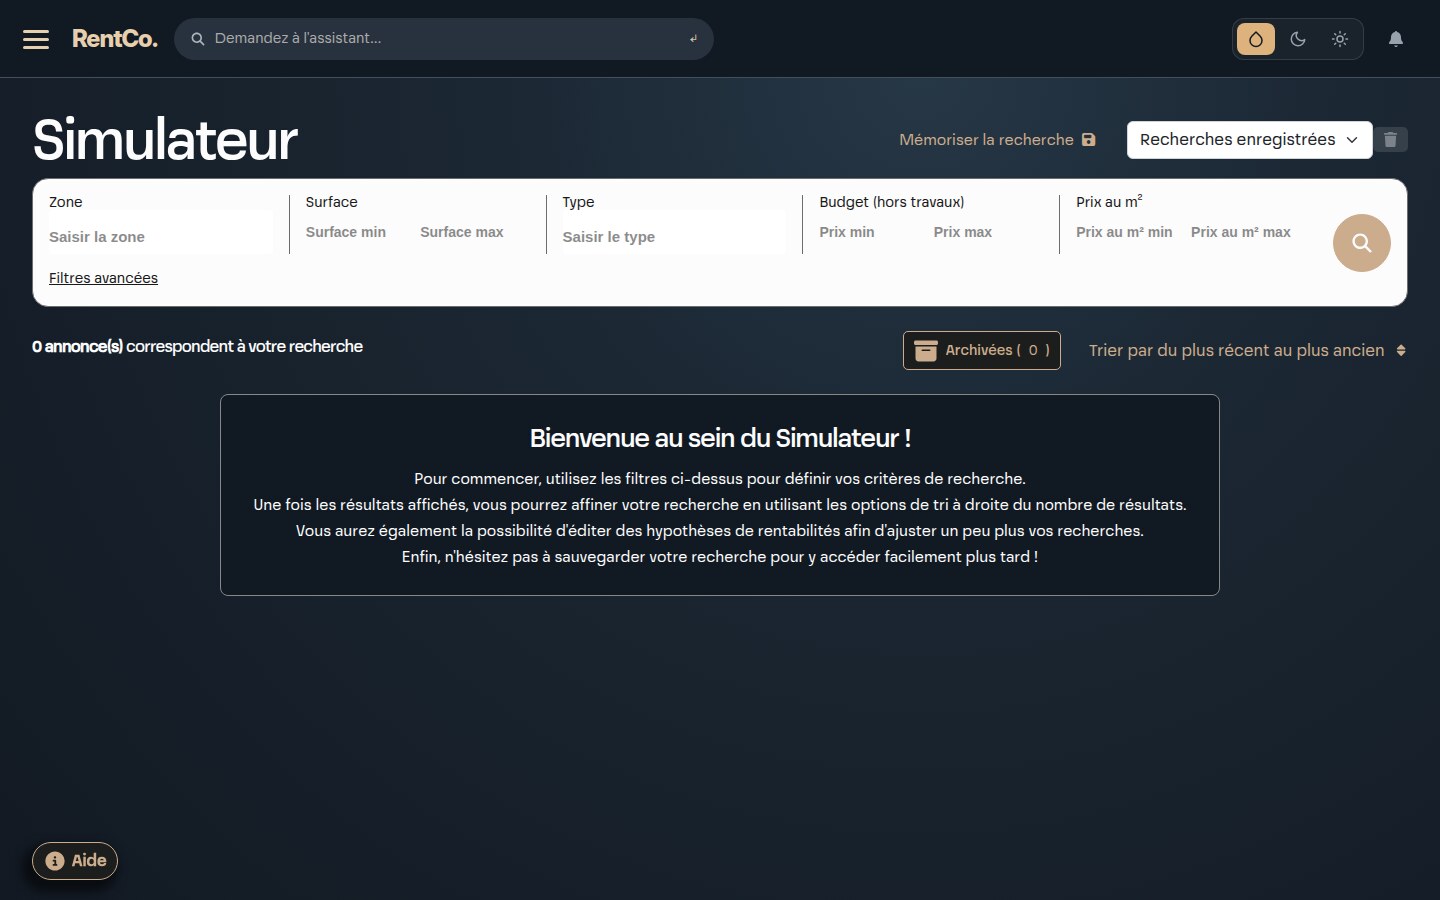 RentCo.
Demandez à l'assistant...
Simulateur
Mémoriser la recherche
Recherches enregistrées
Zone
Surface
Type
Budget (hors travaux)
Prix au m²
Saisir la zone
Surface min
Surface max
Saisir le type
Prix min
Prix max
Prix au m² min
Prix au m² max
Filtres avancées
0 annonce(s) correspondent à votre recherche
Archivées ( 0 )
Trier par du plus récent au plus ancien
Bienvenue au sein du Simulateur !
Pour commencer, utilisez les filtres ci-dessus pour définir vos critères de recherche.
Une fois les résultats affichés, vous pourrez affiner votre recherche en utilisant les options de tri à droite du nombre de résultats.
Vous aurez également la possibilité d'éditer des hypothèses de rentabilités afin d'ajuster un peu plus vos recherches.
Enfin, n'hésitez pas à sauvegarder votre recherche pour y accéder facilement plus tard !
Aide